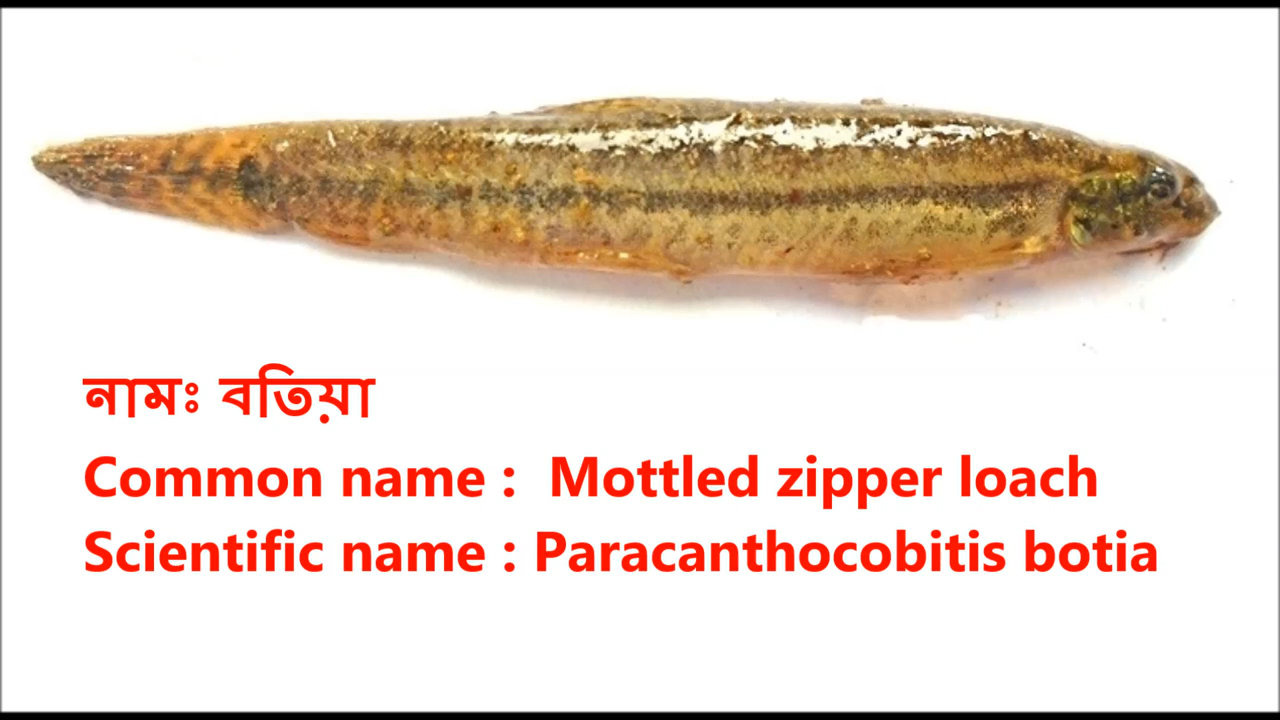 নামঃ বতিয়া
Common name :  Mottled zipper loach
Scientific name : Paracanthocobitis botia